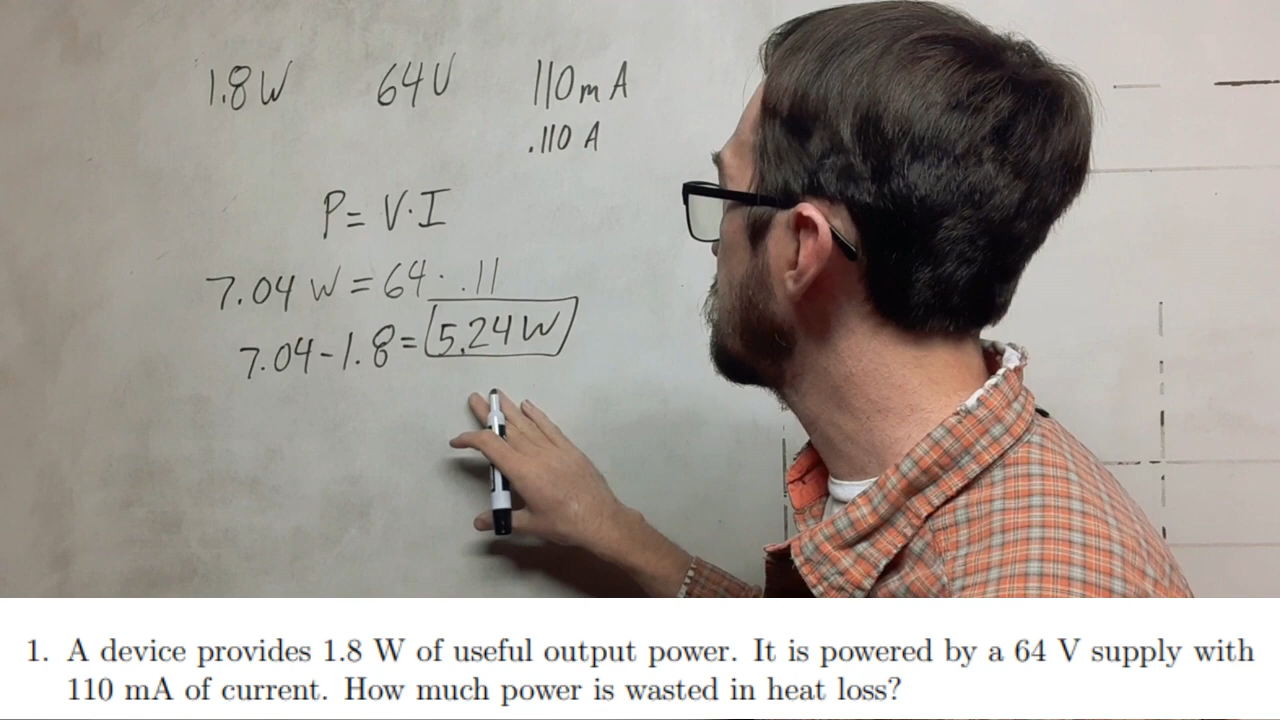 1.8W 64V 110mA
.110 A
P= V·I
7.04 W = 64 · .11
7.04-1.8= 5.24W
1. A device provides 1.8 W of useful output power. It is powered by a 64 V supply with
110 mA of current. How much power is wasted in heat loss?